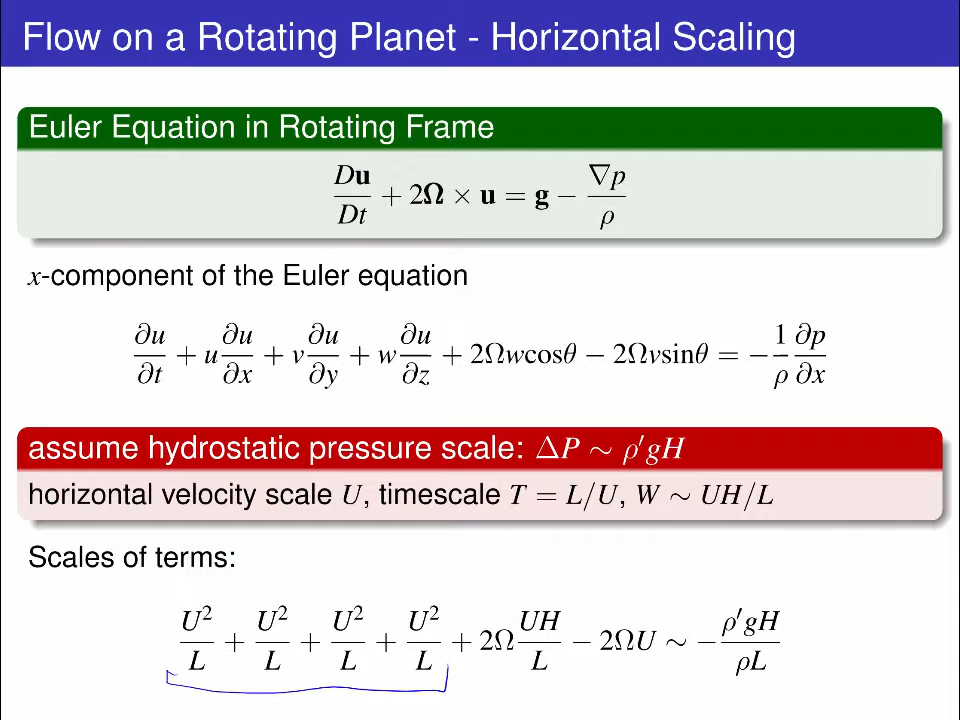 Flow on a Rotating Planet - Horizontal Scaling
Euler Equation in Rotating Frame
Du/Dt + 2Ω × u = g − ∇p/ρ
x-component of the Euler equation
∂u/∂t + u ∂u/∂x + v ∂u/∂y + w ∂u/∂z + 2Ωwcosθ − 2Ωvsinθ = − 1/ρ ∂p/∂x
assume hydrostatic pressure scale: ΔP ∼ ρ′gH
horizontal velocity scale U, timescale T = L/U, W ∼ UH/L
Scales of terms:
U²/L + U²/L + U²/L + U²/L + 2Ω UH/L − 2ΩU ∼ − ρ′gH/ρL